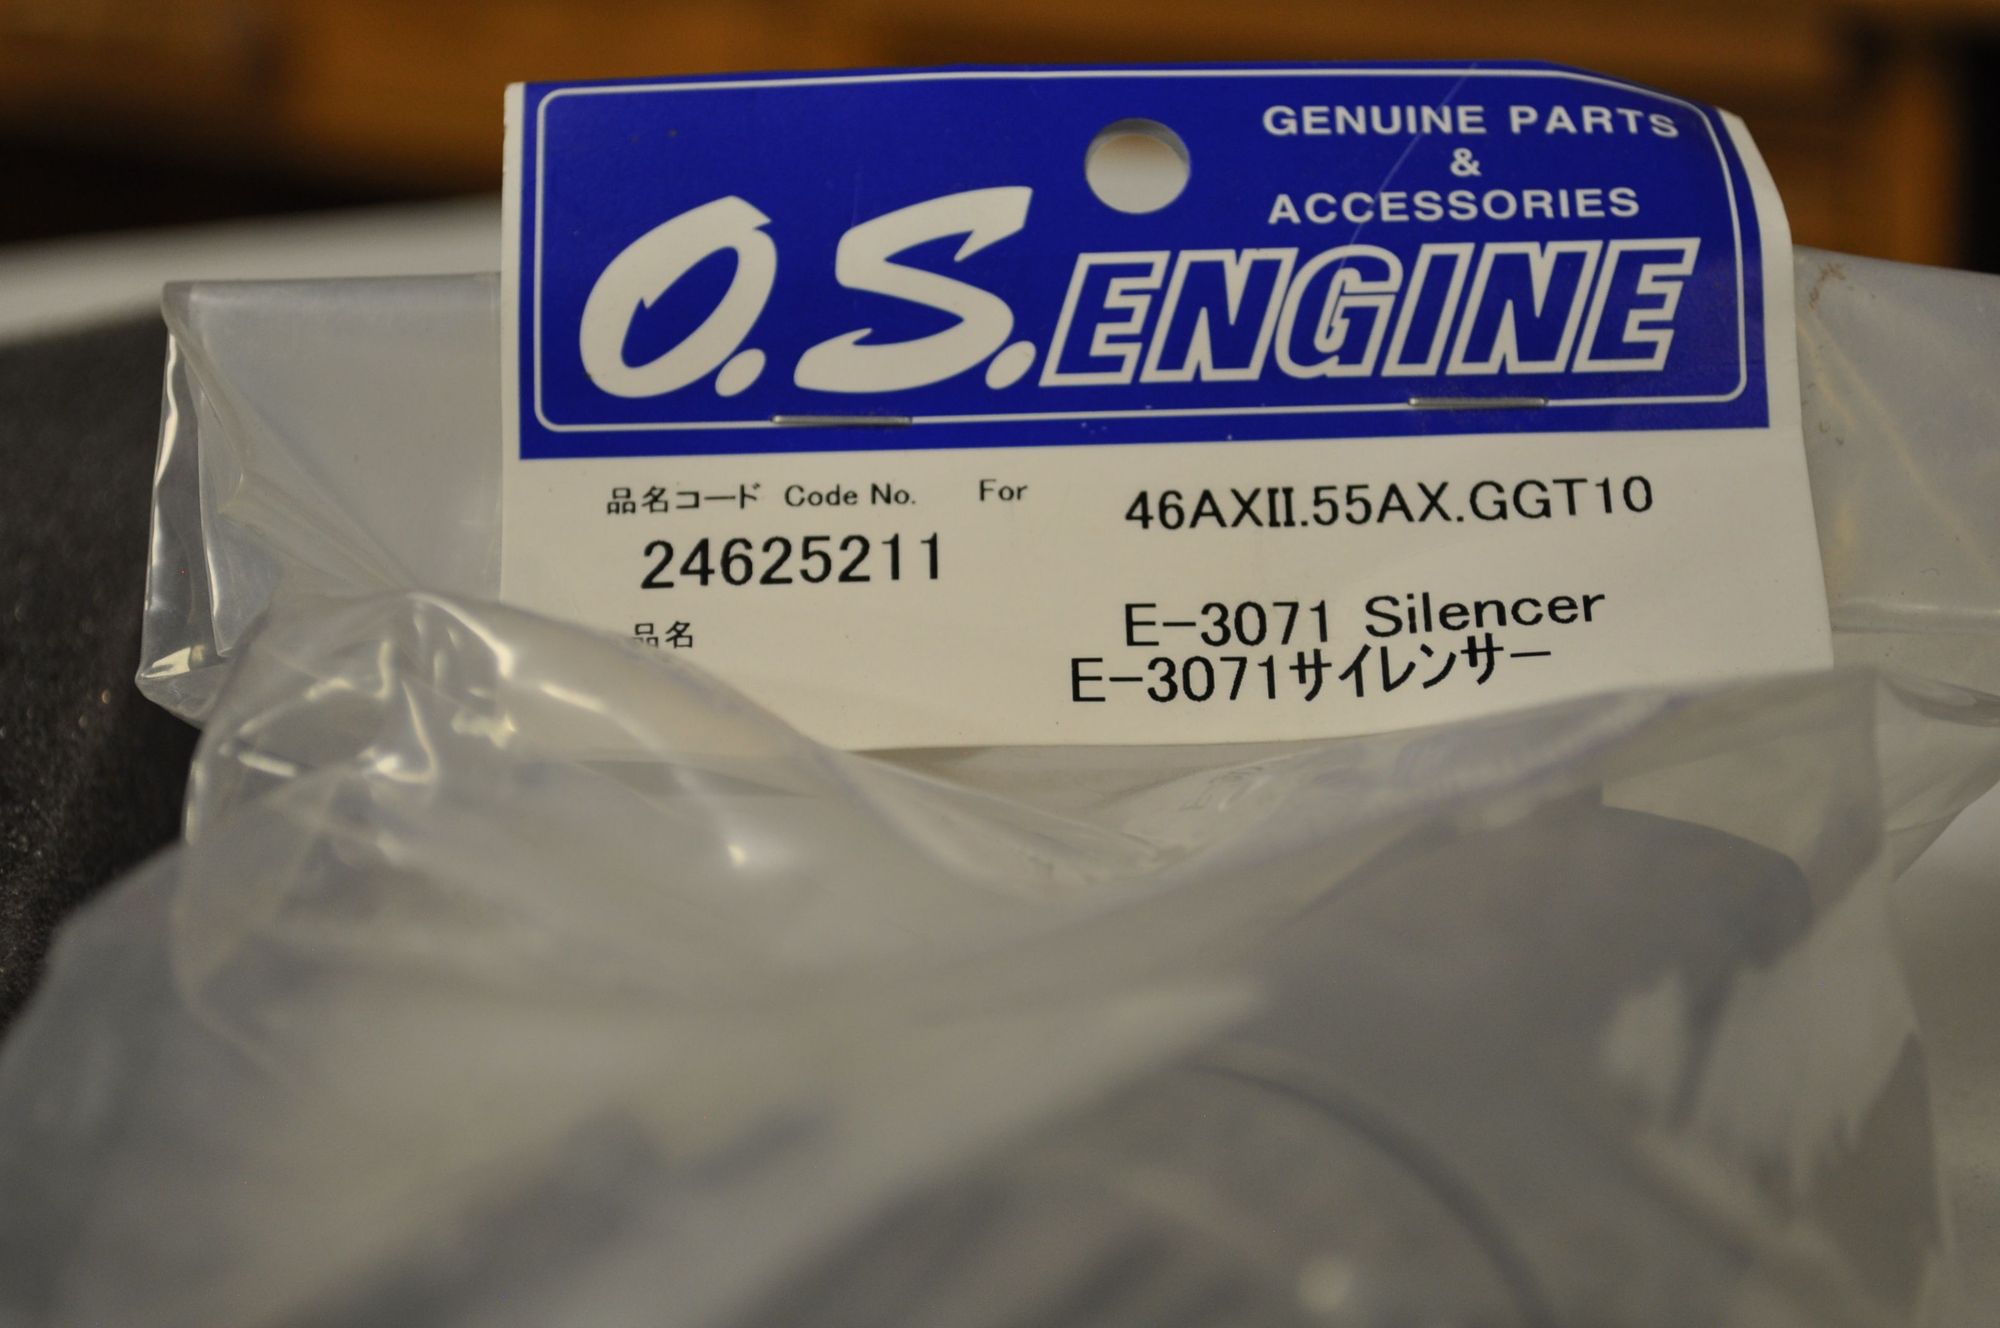 GENUINE PARTS
&
ACCESSORIES
O.S.ENGINE
品名コード Code No. For 46AXII.55AX.GGT10
24625211
品名 E-3071 Silencer
E-3071サイレンサー